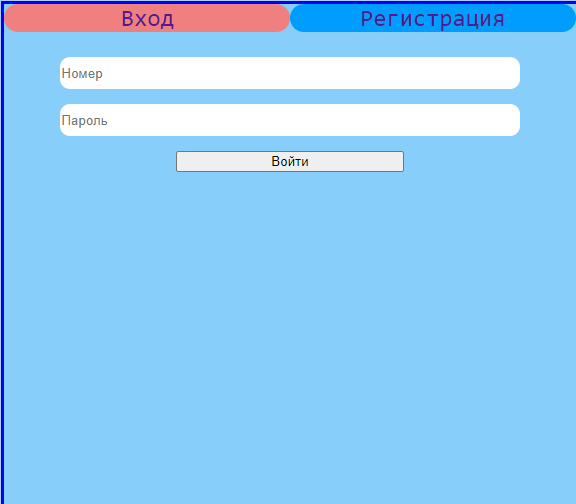 Вход Регистрация
Номер
Пароль
Войти